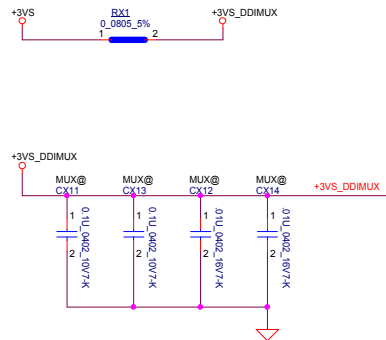 +3VS
RX1
+3VS_DDIMUX
0_0805_5%
1
2
+3VS_DDIMUX
MUX@
MUX@
MUX@
MUX@
CX11
CX13
CX12
CX14
+3VS_DDIMUX
1
1
1
1
0.1U_0402_10V7-K
0.1U_0402_10V7-K
.01U_0402_16V7-K
.01U_0402_16V7-K
2
2
2
2